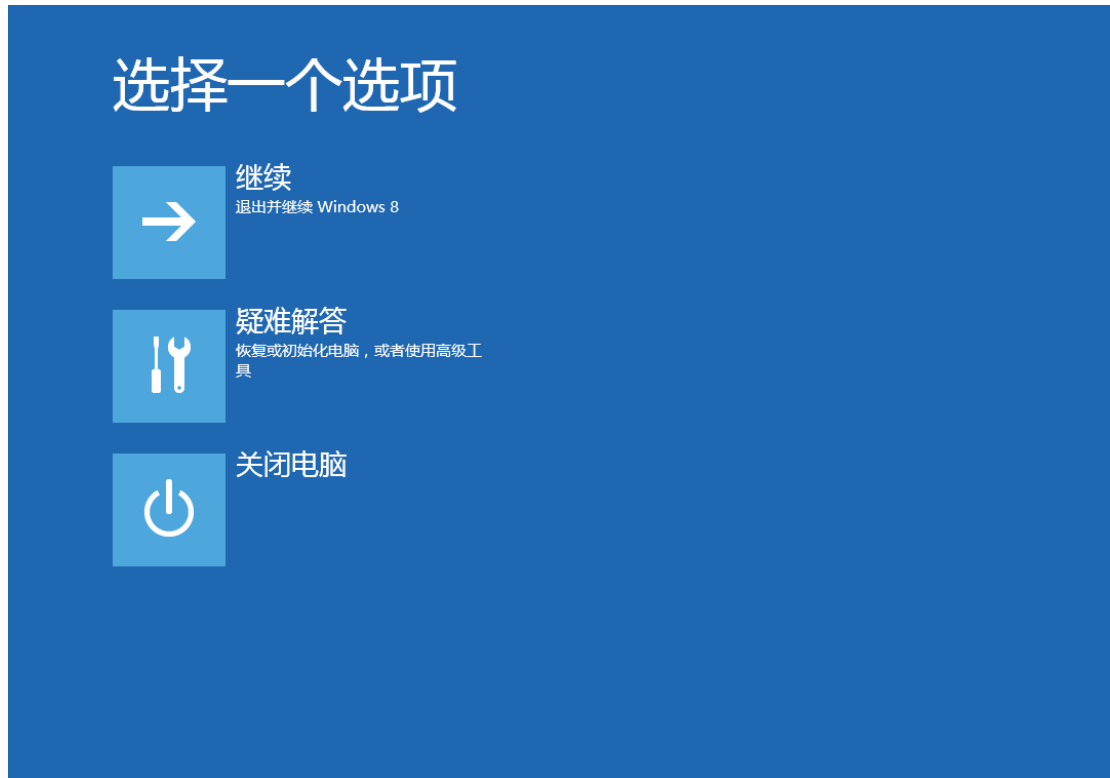 选择一个选项
继续
退出并继续 Windows 8
疑难解答
恢复或初始化电脑，或者使用高级工
具
关闭电脑